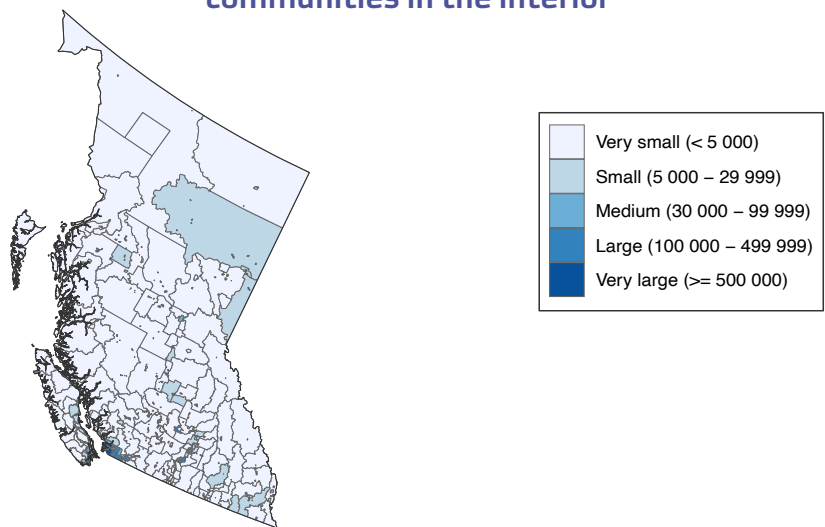 communities in the interior
Very small (< 5 000)
Small (5 000 – 29 999)
Medium (30 000 – 99 999)
Large (100 000 – 499 999)
Very large (>= 500 000)